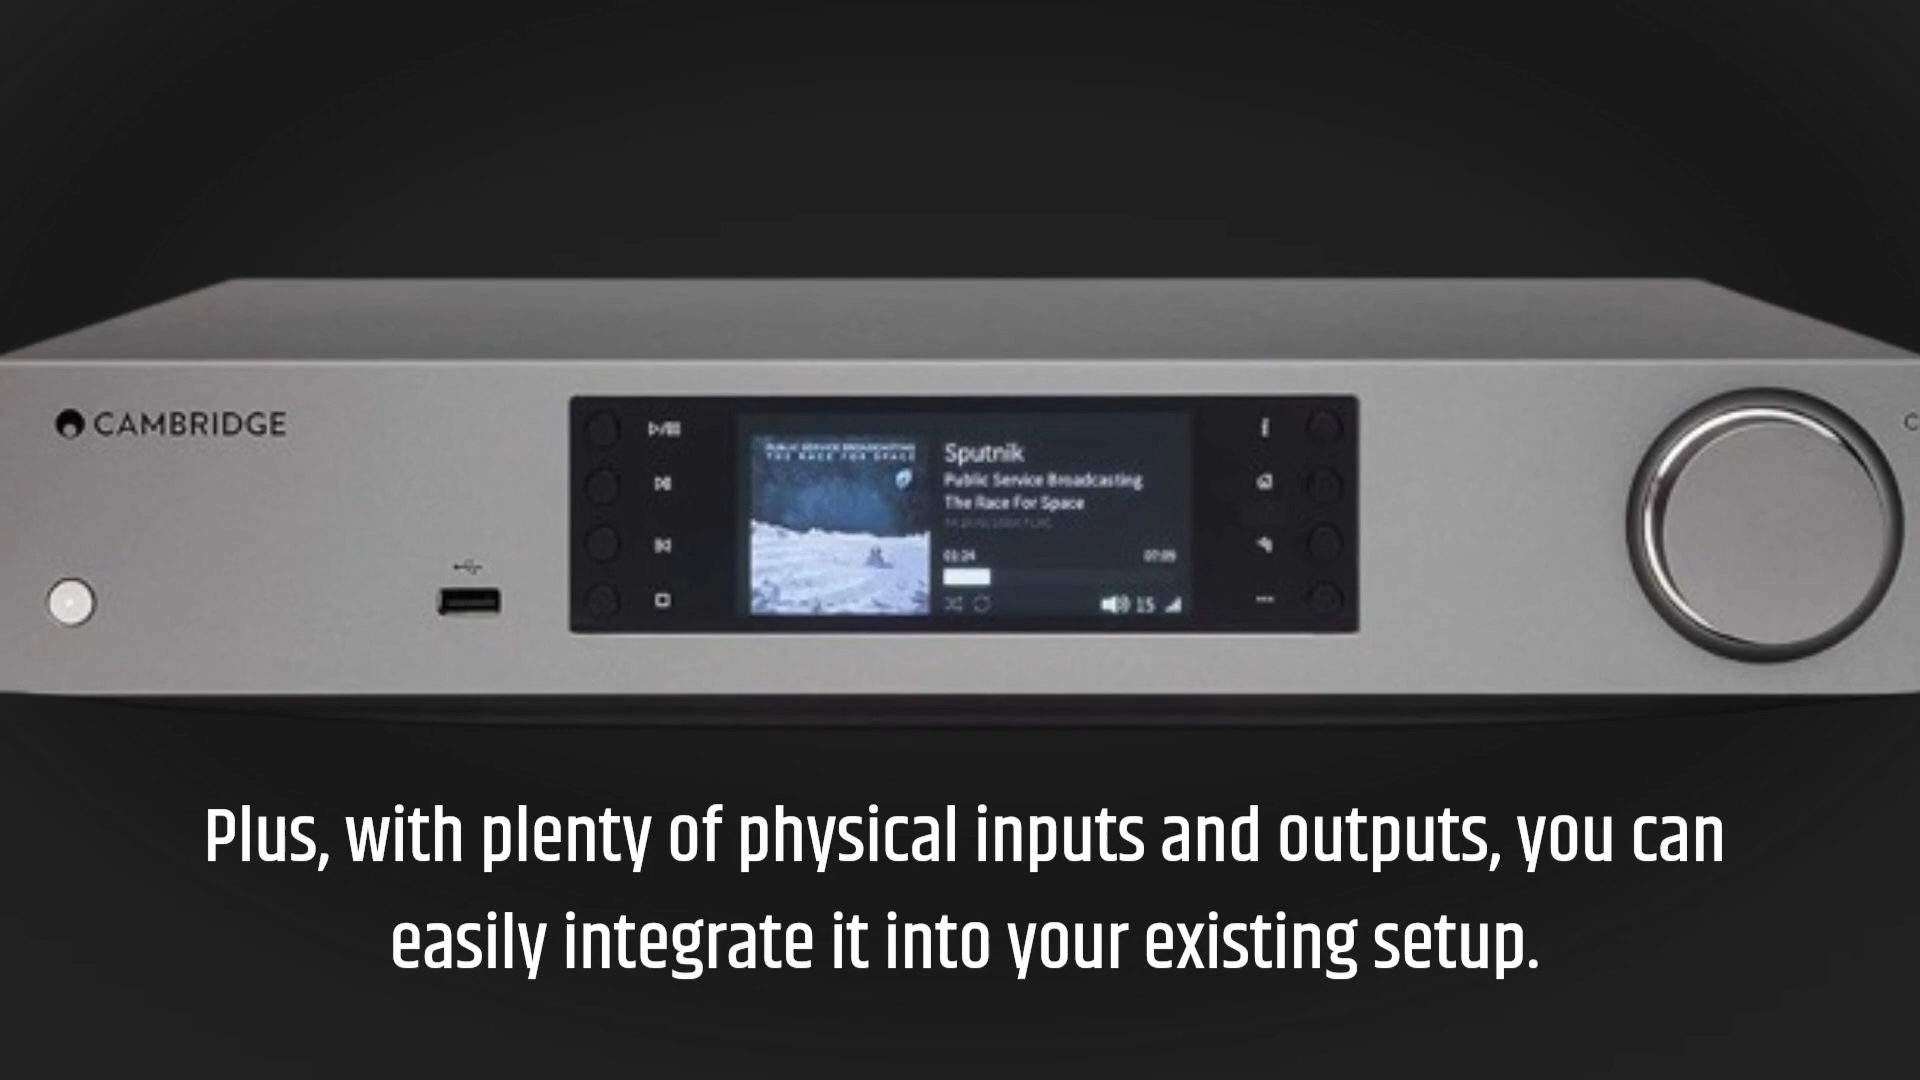 CAMBRIDGE
C
PUBLIC SERVICE BROADCASTING
THE RACE FOR SPACE
Sputnik
Public Service Broadcasting
The Race For Space
01:24
07:09
15
Plus, with plenty of physical inputs and outputs, you can
easily integrate it into your existing setup.